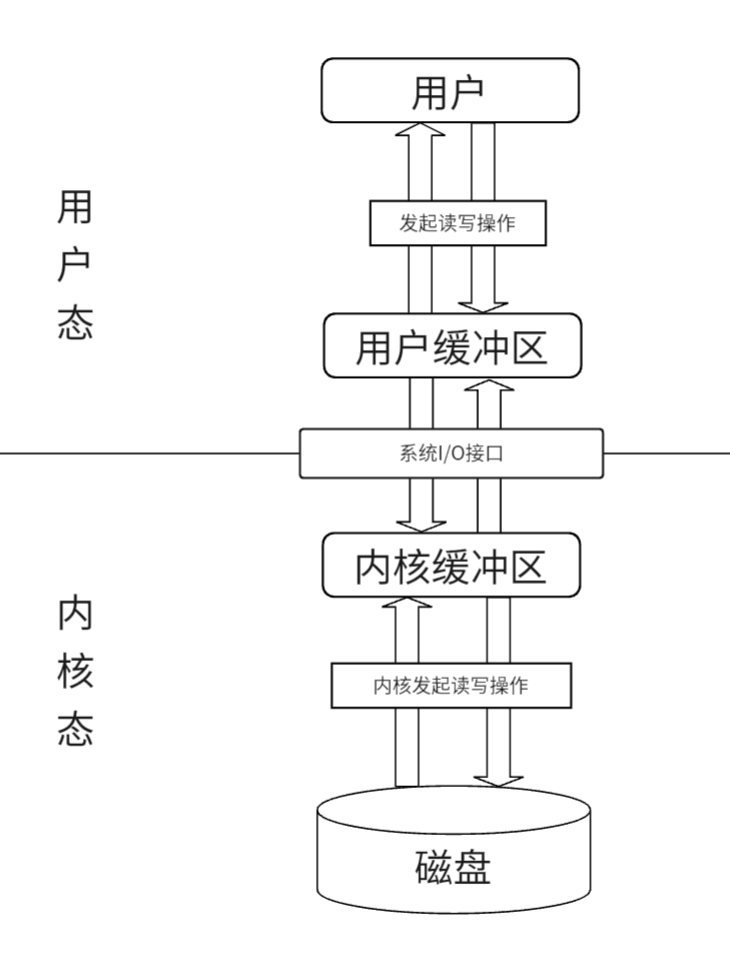 用户
发起读写操作
用户态
用户缓冲区
系统I/O接口
内核缓冲区
内核态
内核发起读写操作
磁盘